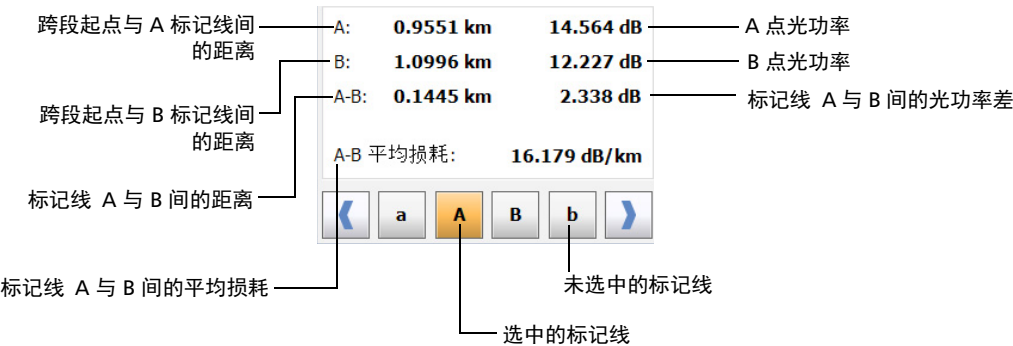 跨段起点与 A 标记线间
的距离
跨段起点与 B 标记线间
的距离
标记线 A 与 B 间的距离
标记线 A 与 B 间的平均损耗
A: 0.9551 km 14.564 dB
B: 1.0996 km 12.227 dB
A-B: 0.1445 km 2.338 dB
A-B 平均损耗: 16.179 dB/km
a A B b
A 点光功率
B 点光功率
标记线 A 与 B 间的光功率差
未选中的标记线
选中的标记线